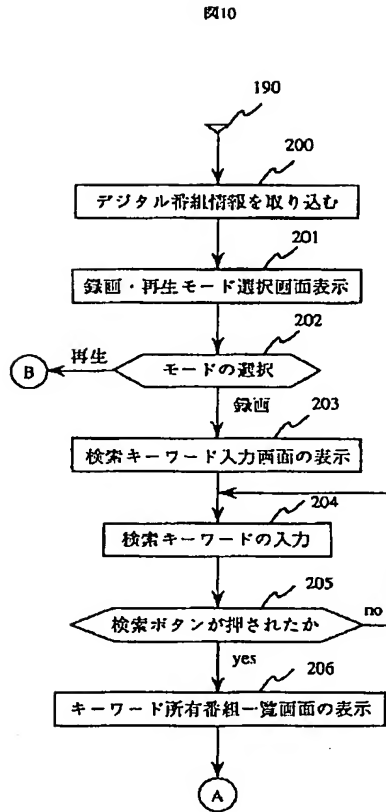 図10
190
200
デジタル番組情報を取り込む
201
録画・再生モード選択画面表示
202
再生
B
モードの選択
録画
203
検索キーワード入力画面の表示
204
検索キーワードの入力
205
検索ボタンが押されたか
no
yes
206
キーワード所有番組一覧画面の表示
A